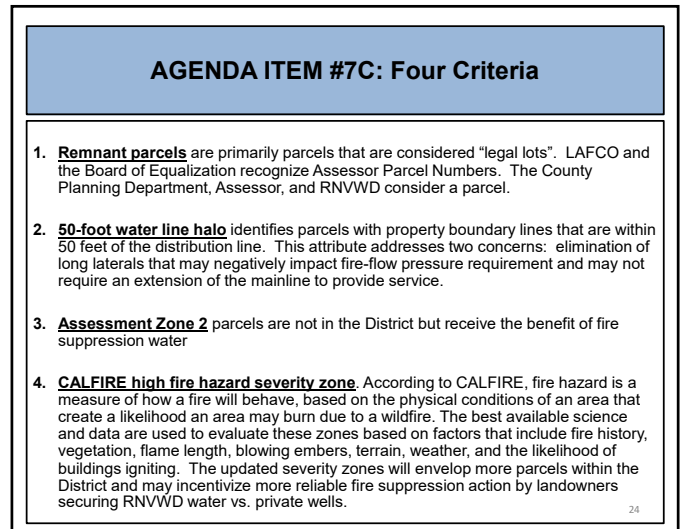 AGENDA ITEM #7C: Four Criteria
1. Remnant parcels are primarily parcels that are considered “legal lots”. LAFCO and
the Board of Equalization recognize Assessor Parcel Numbers. The County
Planning Department, Assessor, and RNVWD consider a parcel.
2. 50-foot water line halo identifies parcels with property boundary lines that are within
50 feet of the distribution line. This attribute addresses two concerns: elimination of
long laterals that may negatively impact fire-flow pressure requirement and may not
require an extension of the mainline to provide service.
3. Assessment Zone 2 parcels are not in the District but receive the benefit of fire
suppression water
4. CALFIRE high fire hazard severity zone. According to CALFIRE, fire hazard is a
measure of how a fire will behave, based on the physical conditions of an area that
create a likelihood an area may burn due to a wildfire. The best available science
and data are used to evaluate these zones based on factors that include fire history,
vegetation, flame length, blowing embers, terrain, weather, and the likelihood of
buildings igniting. The updated severity zones will envelop more parcels within the
District and may incentivize more reliable fire suppression action by landowners
securing RNVWD water vs. private wells.
24